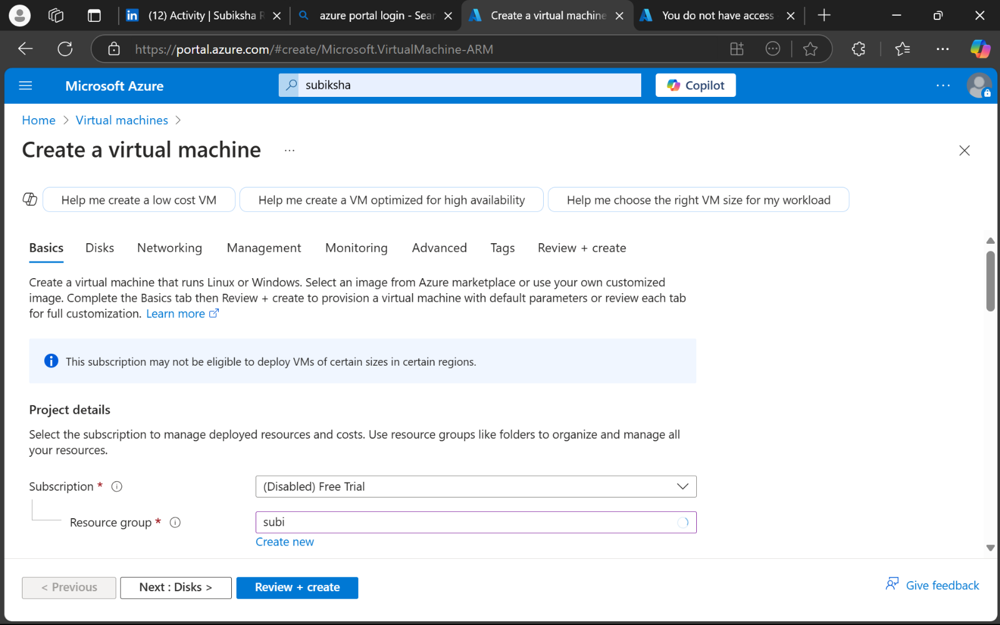 (12) Activity | Subiksha R
azure portal login - Sear
Create a virtual machine
You do not have access
https://portal.azure.com/#create/Microsoft.VirtualMachine-ARM
Microsoft Azure
subiksha
Copilot
Home > Virtual machines >
Create a virtual machine ...
Help me create a low cost VM
Help me create a VM optimized for high availability
Help me choose the right VM size for my workload
Basics Disks Networking Management Monitoring Advanced Tags Review + create
Create a virtual machine that runs Linux or Windows. Select an image from Azure marketplace or use your own customized
image. Complete the Basics tab then Review + create to provision a virtual machine with default parameters or review each tab
for full customization. Learn more
This subscription may not be eligible to deploy VMs of certain sizes in certain regions.
Project details
Select the subscription to manage deployed resources and costs. Use resource groups like folders to organize and manage all
your resources.
Subscription *
(Disabled) Free Trial
Resource group *
subi
Create new
< Previous
Next : Disks >
Review + create
Give feedback